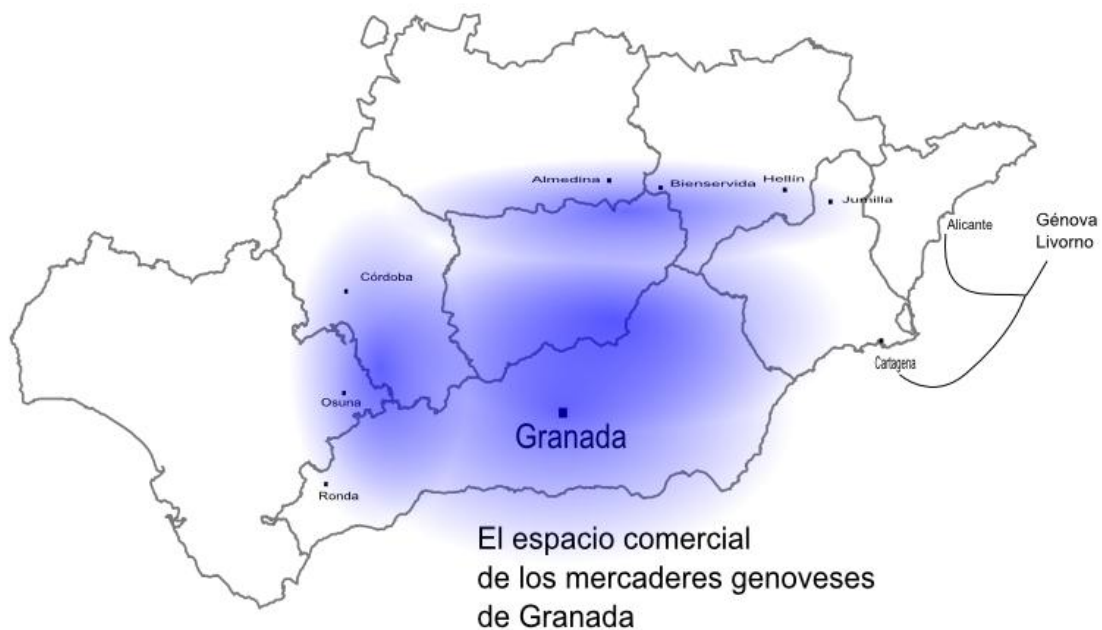 Almedina
Bienservida
Hellín
Jumilla
Alicante
Génova
Livorno
Córdoba
Cartagena
Osuna
Granada
Ronda
El espacio comercial
de los mercaderes genoveses
de Granada